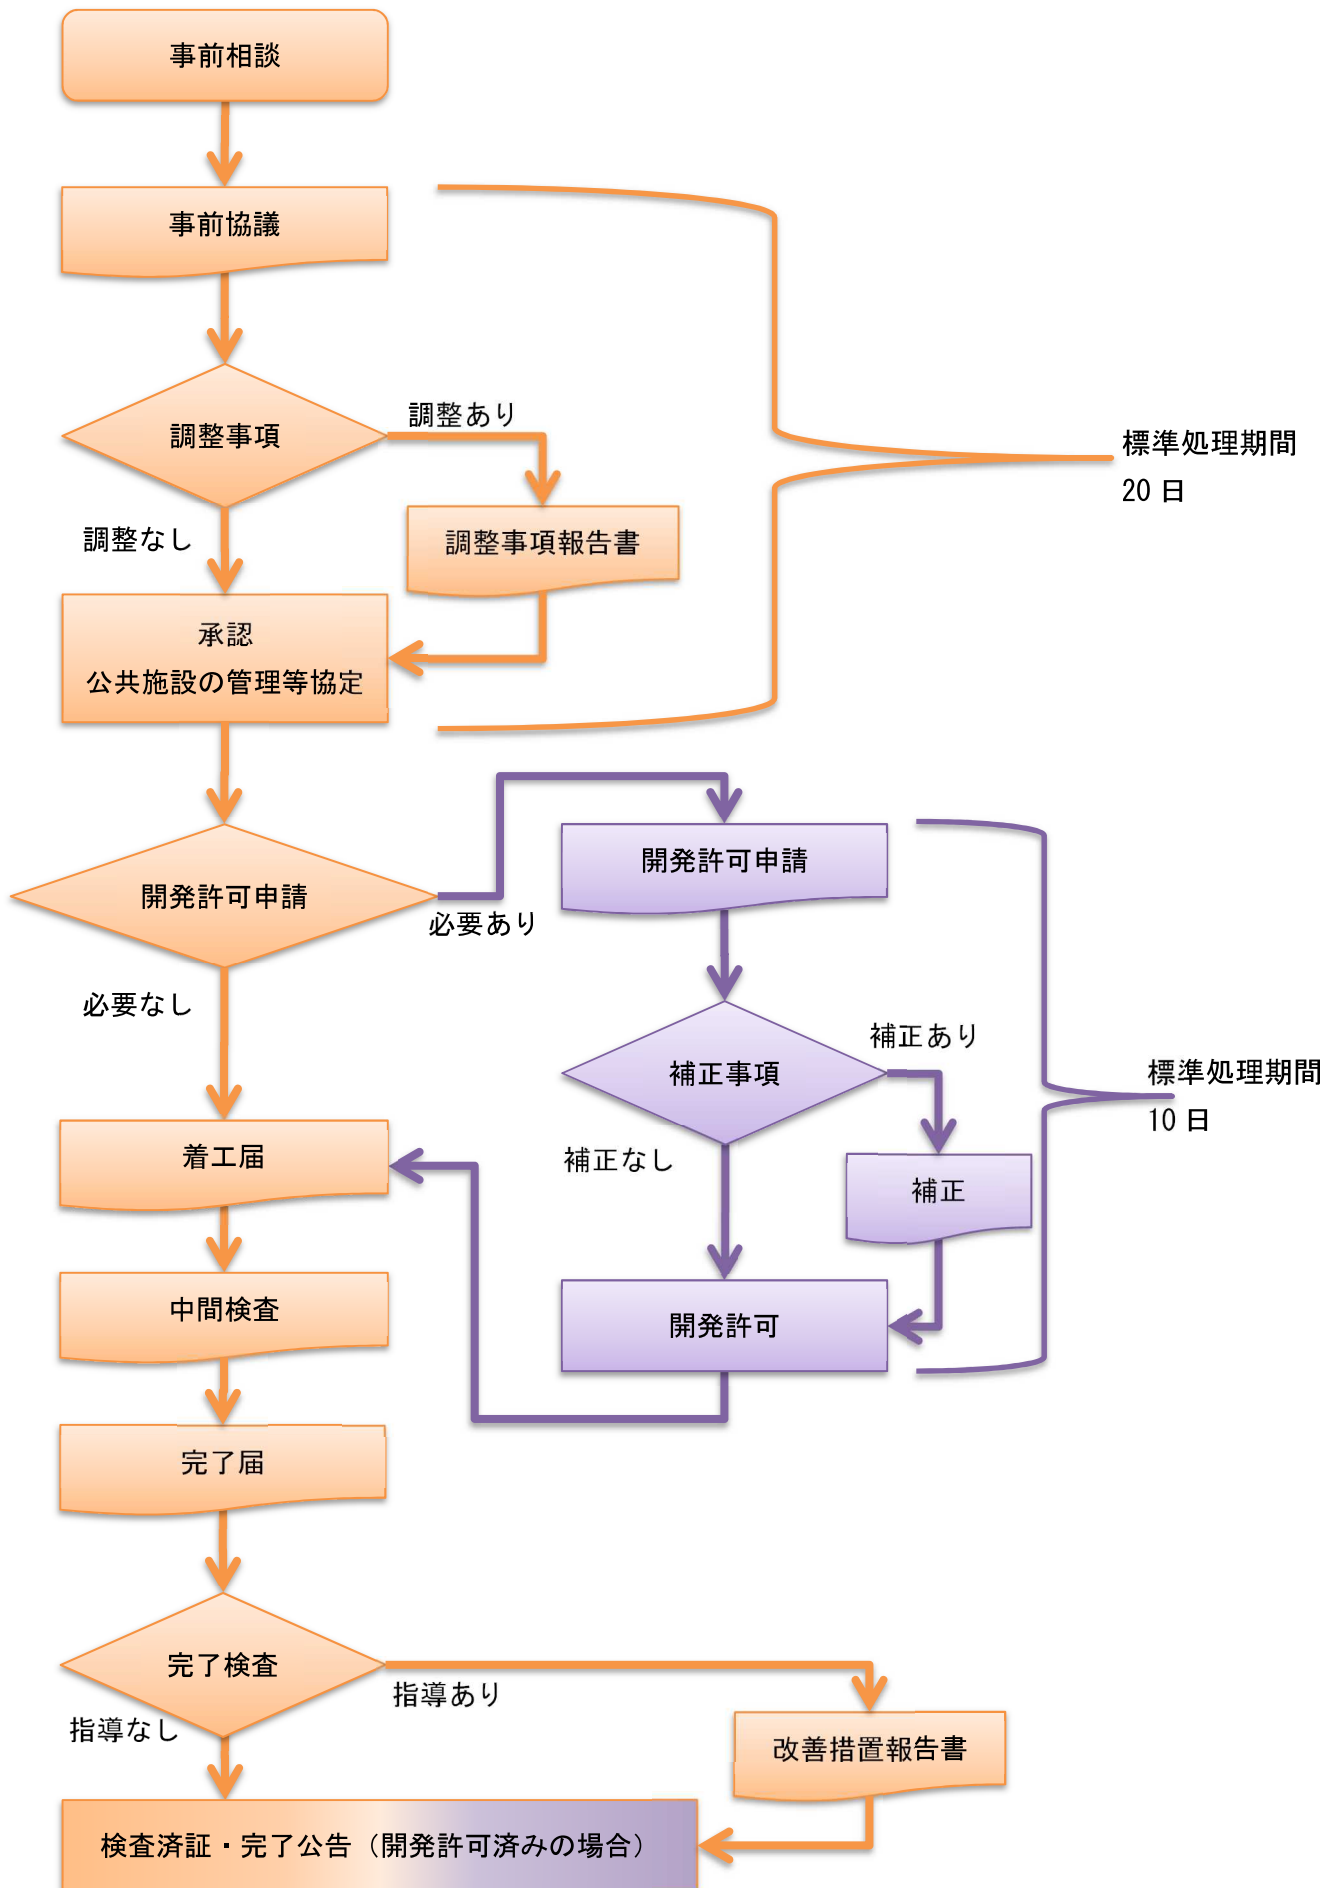 事前相談
事前協議
調整事項
調整あり
調整なし
調整事項報告書
承認
公共施設の管理等協定
標準処理期間
20 日
開発許可申請
必要あり
必要なし
開発許可申請
補正事項
補正あり
補正なし
補正
開発許可
標準処理期間
10 日
着工届
中間検査
完了届
完了検査
指導あり
指導なし
改善措置報告書
検査済証・完了公告（開発許可済みの場合）